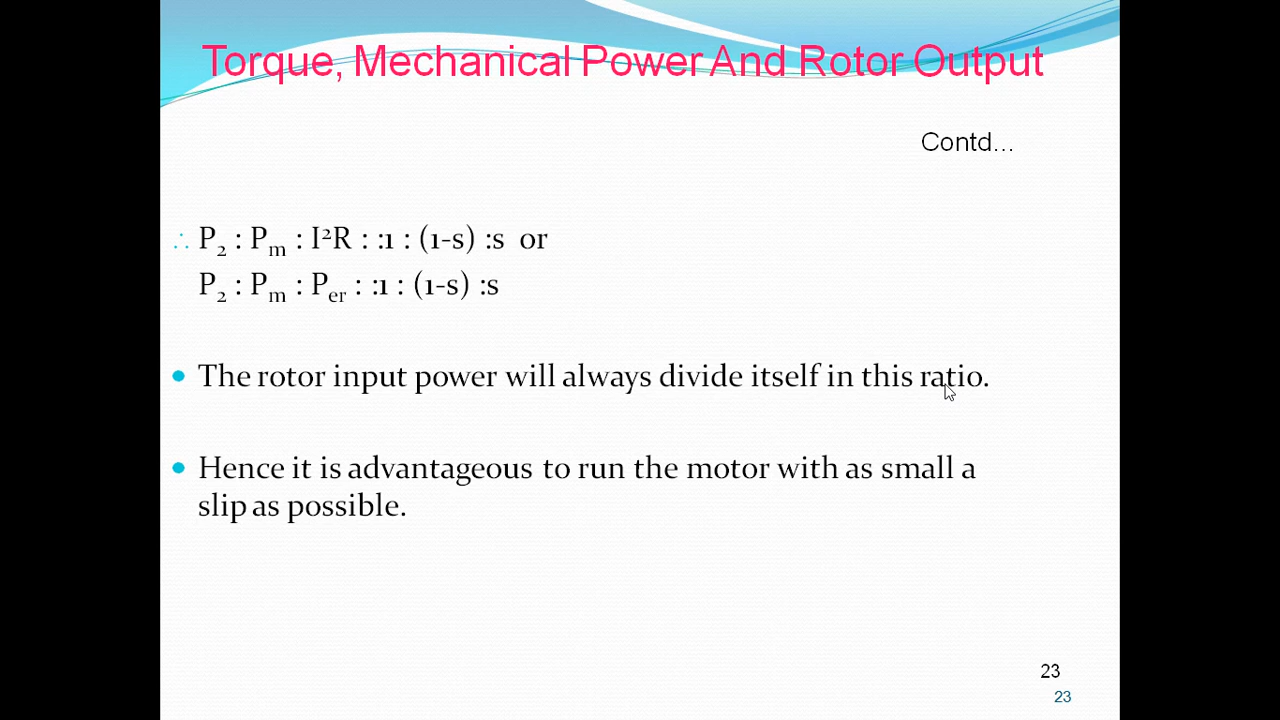 Torque, Mechanical Power And Rotor Output
Contd...
∴ P₂ : Pₘ : I²R : :1 : (1-s) :s or
P₂ : Pₘ : Pₑᵣ : :1 : (1-s) :s
• The rotor input power will always divide itself in this ratio.
• Hence it is advantageous to run the motor with as small a
slip as possible.
23
23